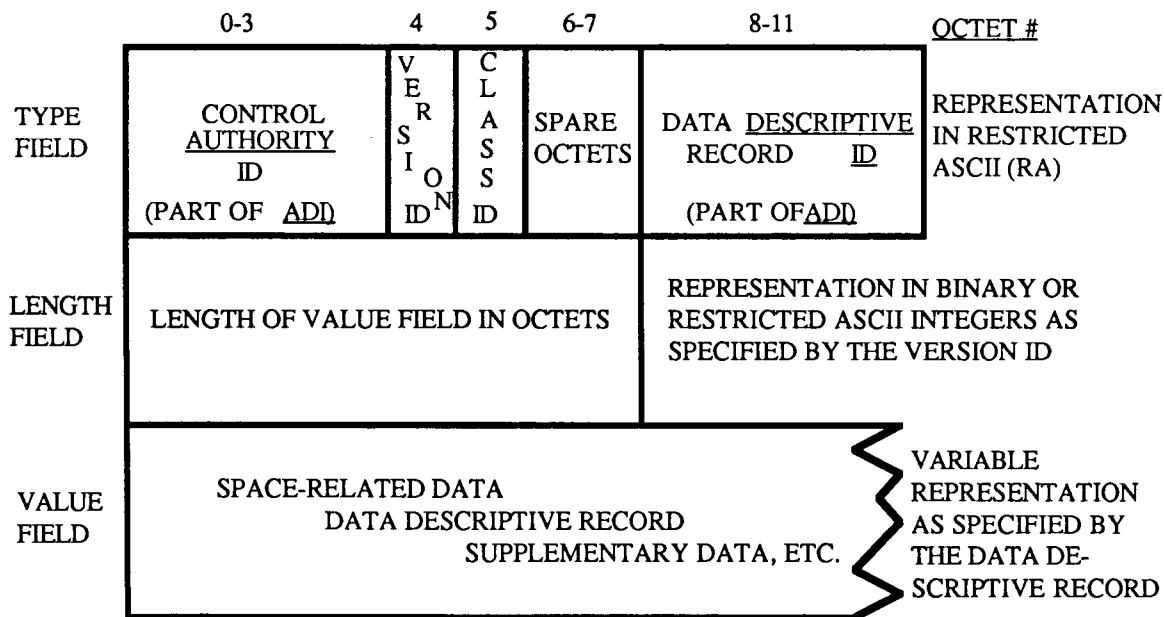 0-3 4 5 6-7 8-11 OCTET #
TYPE
FIELD
CONTROL
AUTHORITY
ID
(PART OF ADI)
VERSION
ID
CLASS
ID
SPARE
OCTETS
DATA DESCRIPTIVE
RECORD ID
(PART OF ADI)
REPRESENTATION
IN RESTRICTED
ASCII (RA)
LENGTH
FIELD
LENGTH OF VALUE FIELD IN OCTETS
REPRESENTATION IN BINARY OR
RESTRICTED ASCII INTEGERS AS
SPECIFIED BY THE VERSION ID
VALUE
FIELD
SPACE-RELATED DATA
DATA DESCRIPTIVE RECORD
SUPPLEMENTARY DATA, ETC.
VARIABLE
REPRESENTATION
AS SPECIFIED BY
THE DATA DE-
SCRIPTIVE RECORD